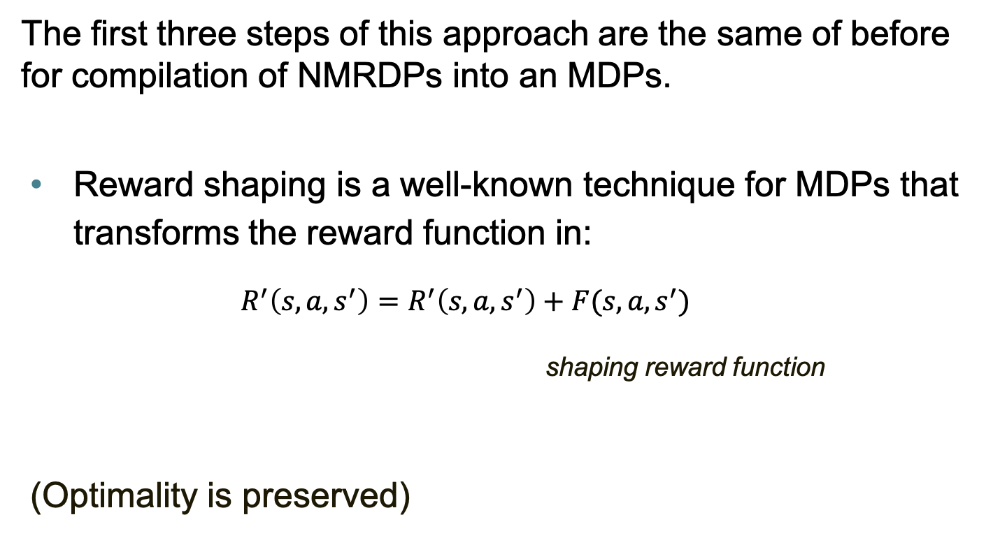 The first three steps of this approach are the same of before
for compilation of NMRDPs into an MDPs.
• Reward shaping is a well-known technique for MDPs that
transforms the reward function in:
R′(s, a, s′) = R′(s, a, s′) + F(s, a, s′)
shaping reward function
(Optimality is preserved)